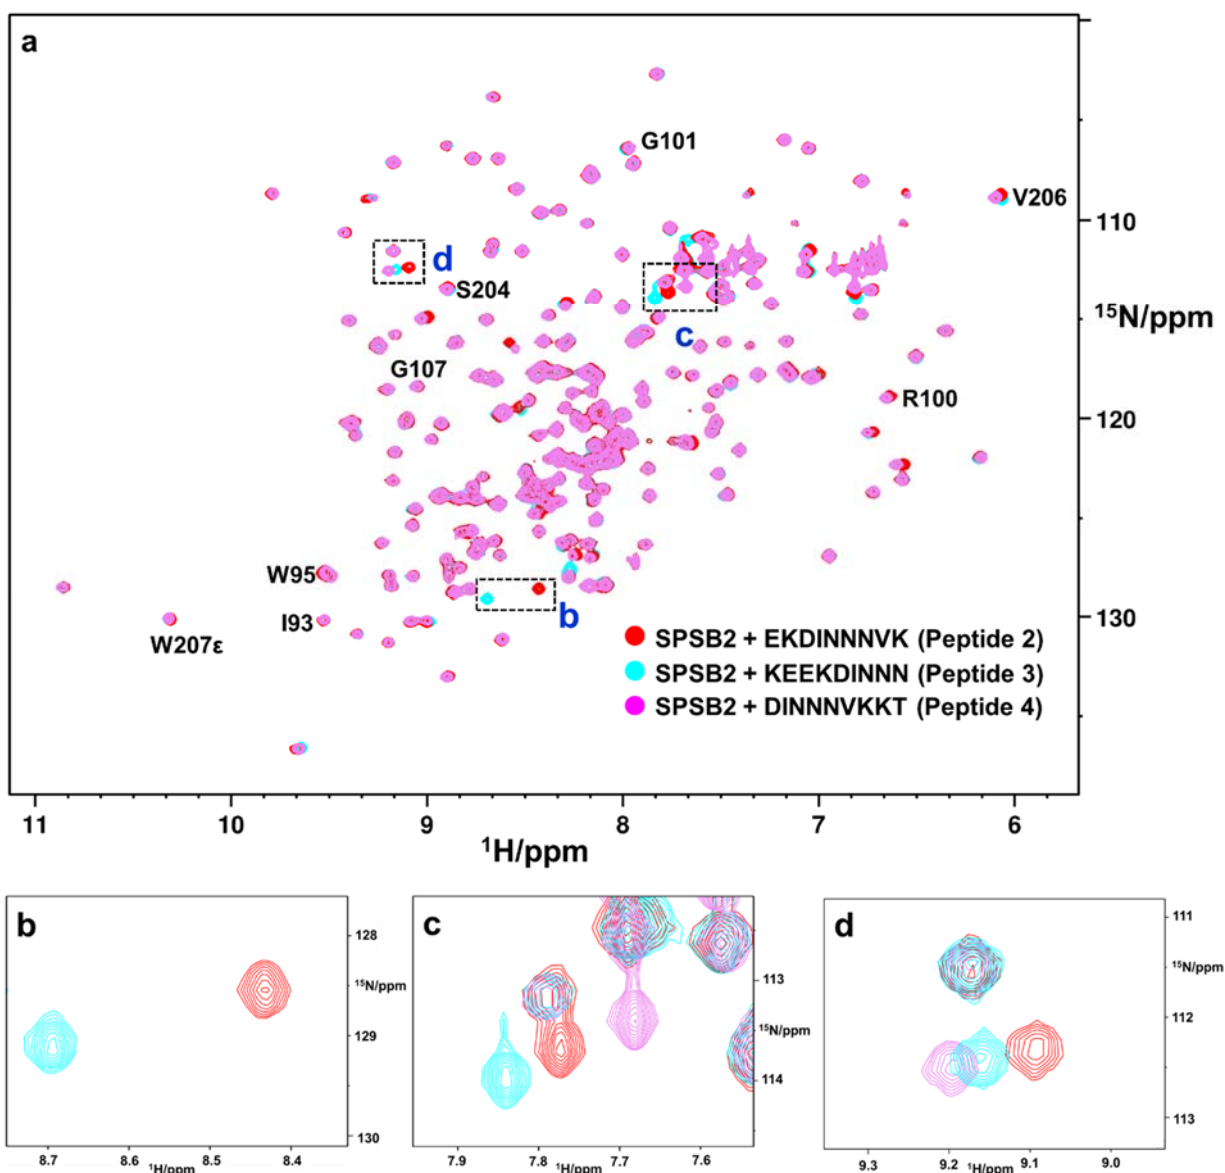 a
G101
V206
110
d
S204
15N/ppm
c
G107
R100
120
W95
b
I93
130
W207ε
SPSB2 + EKDINNNVK (Peptide 2)
SPSB2 + KEEKDINNN (Peptide 3)
SPSB2 + DINNNVKKT (Peptide 4)
11 10 9 8 7 6
1H/ppm
b
128
15N/ppm
129
130
8.7 8.6 8.5 8.4
1H/ppm
c
113
15N/ppm
114
7.9 7.8 7.7 7.6
1H/ppm
d
111
15N/ppm
112
113
9.3 9.2 9.1 9.0
1H/ppm